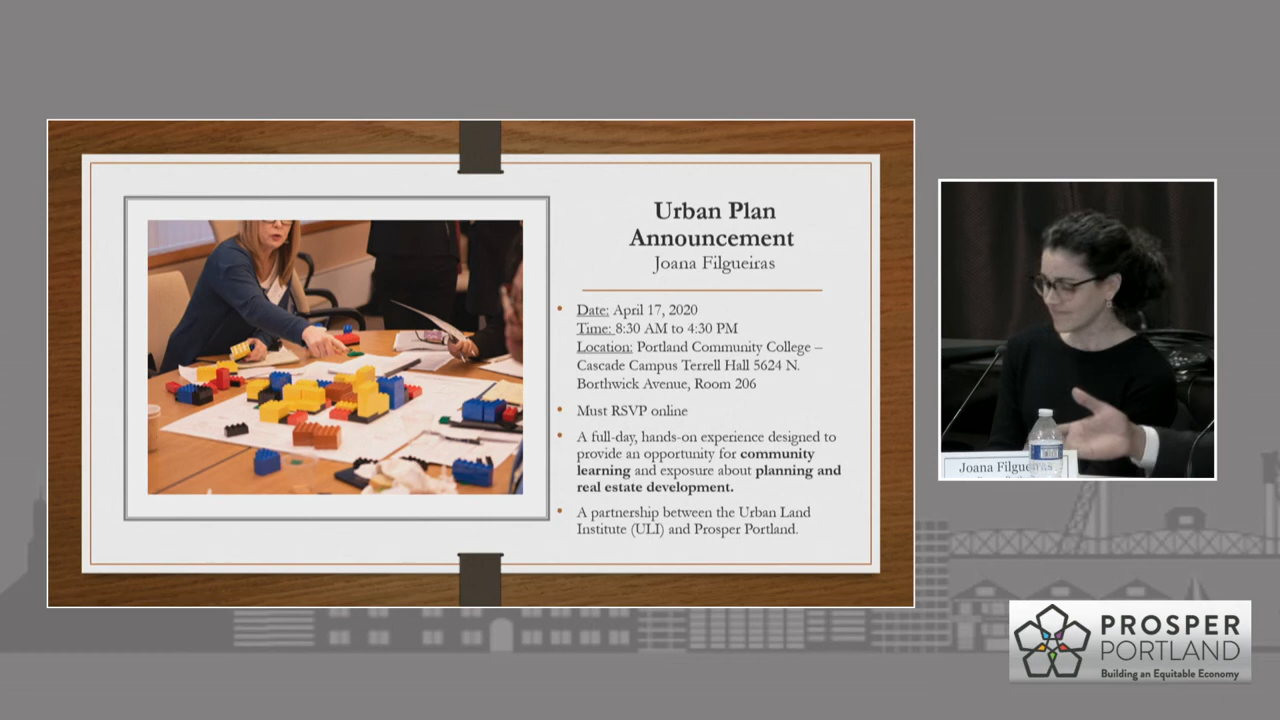 Urban Plan
Announcement
Joana Filgueiras
Date: April 17, 2020
Time: 8:30 AM to 4:30 PM
Location: Portland Community College –
Cascade Campus Terrell Hall 5624 N.
Borthwick Avenue, Room 206
Must RSVP online
A full-day, hands-on experience designed to
provide an opportunity for community
learning and exposure about planning and
real estate development.
A partnership between the Urban Land
Institute (ULI) and Prosper Portland.
Joana Filgueiras
PROSPER
PORTLAND
Building an Equitable Economy